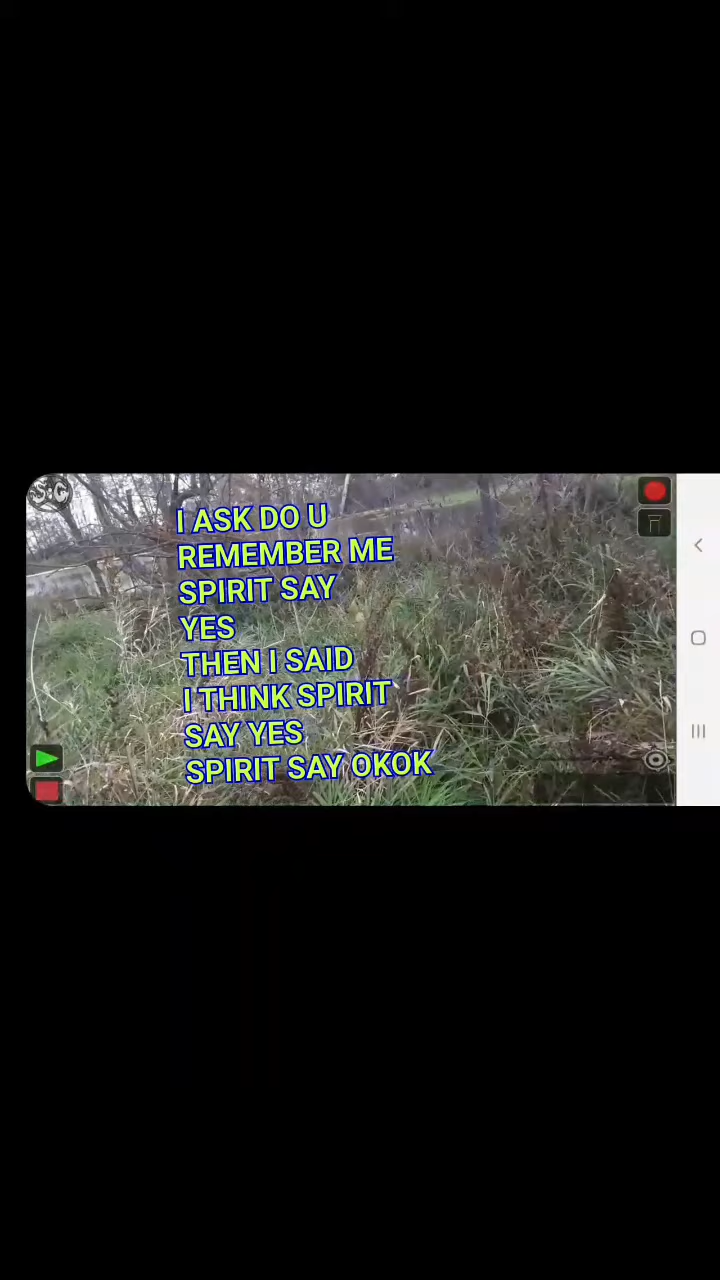 I ASK DO U
REMEMBER ME
SPIRIT SAY
YES
THEN I SAID
I THINK SPIRIT
SAY YES
SPIRIT SAY OKOK